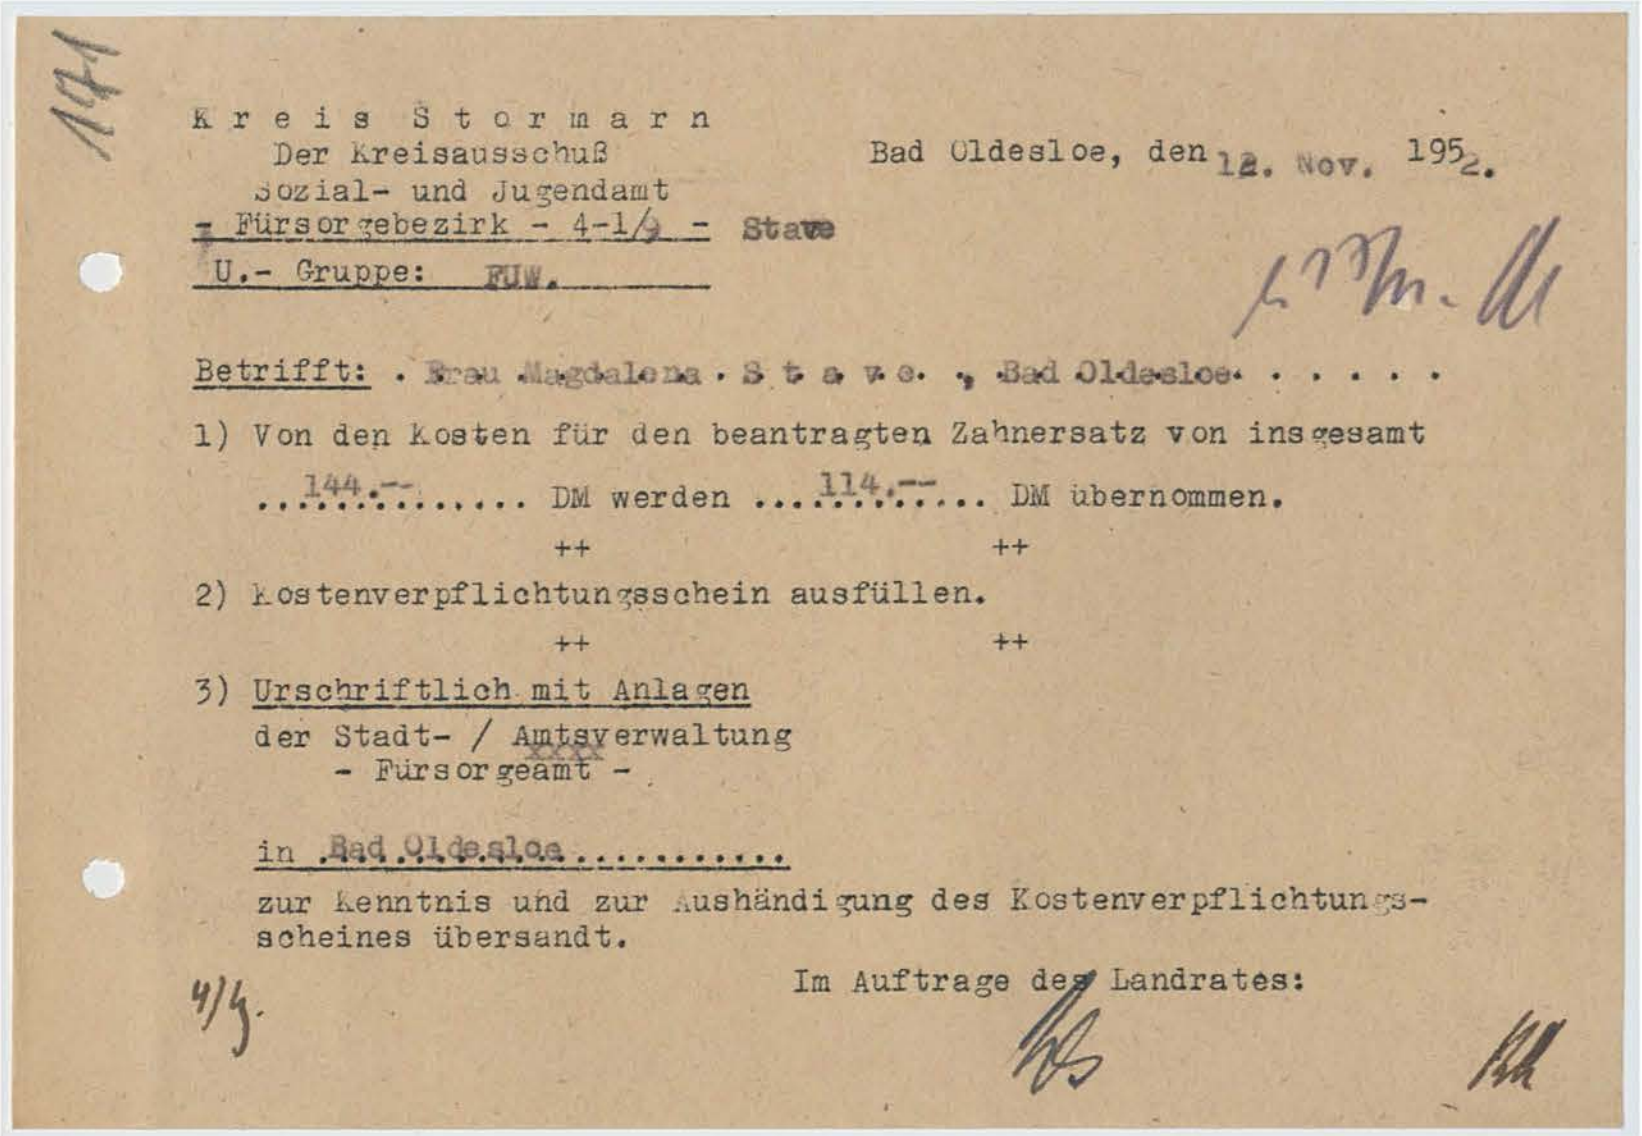 171
Kreis Stormarn
Der Kreisausschuß
Sozial- und Jugendamt
- Fürsorgebezirk - 4-1/9 - Stave
U.- Gruppe: FUW.
Bad Oldesloe, den 12. Nov. 1952.
Betrifft: . Frau Magdalena . S t a v e . , Bad Oldesloe. . . . . .
1) Von den Kosten für den beantragten Zahnersatz von insgesamt
..144.--........ DM werden ...114.--..... DM übernommen.
++ ++
2) Kostenverpflichtungsschein ausfüllen.
++ ++
3) Urschriftlich mit Anlagen
der Stadt- / Amtsverwaltung
- Fürsorgeamt -
in .Bad Oldesloe............
zur Kenntnis und zur Aushändigung des Kostenverpflichtungs-
scheines übersandt.
Im Auftrage des Landrates: